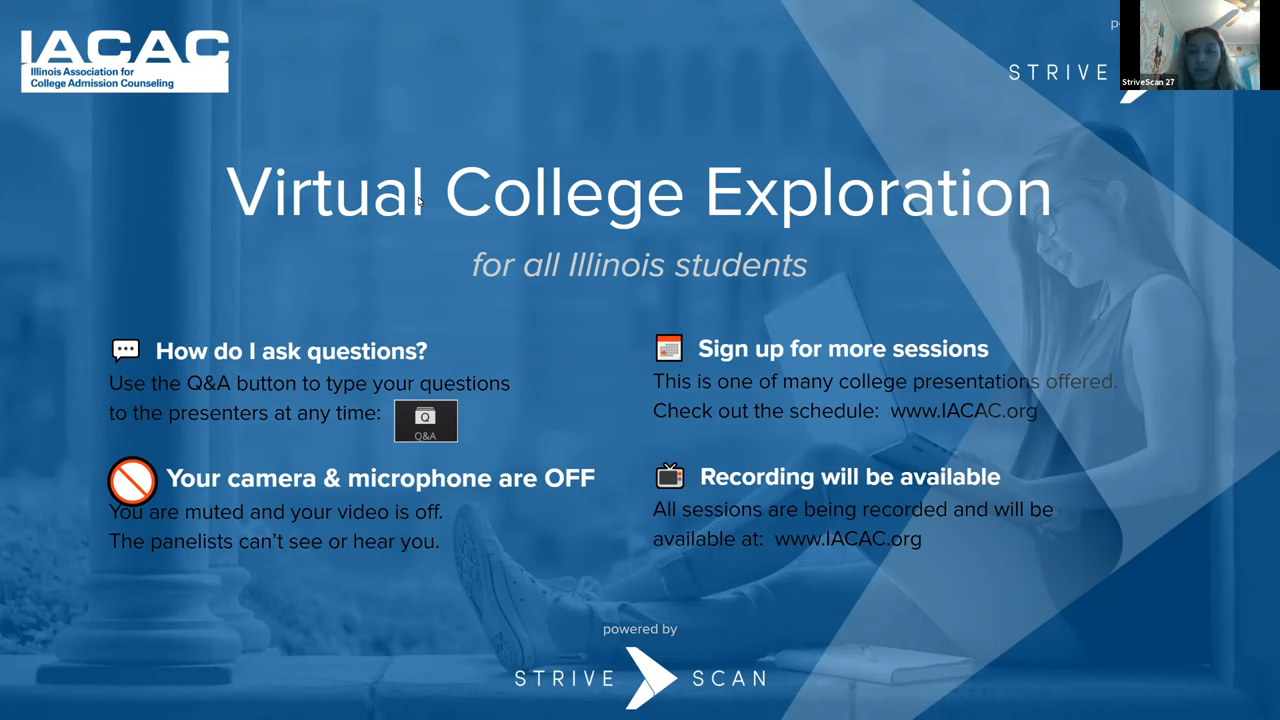 IACAC
Illinois Association for
College Admission Counseling
STRIVE
StriveScan 27
Virtual College Exploration
for all Illinois students
How do I ask questions?
Use the Q&A button to type your questions
to the presenters at any time:
Q
Q&A
Your camera & microphone are OFF
You are muted and your video is off.
The panelists can’t see or hear you.
Sign up for more sessions
This is one of many college presentations offered.
Check out the schedule: www.IACAC.org
Recording will be available
All sessions are being recorded and will be
available at: www.IACAC.org
powered by
STRIVE SCAN